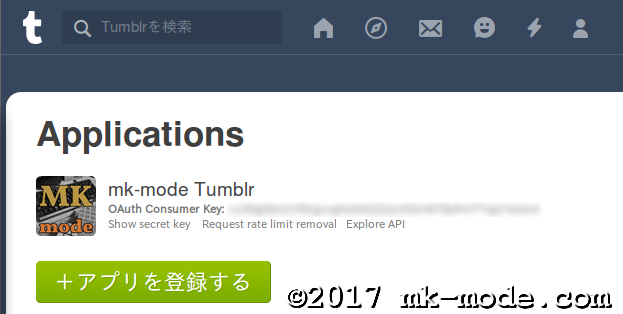 t
Tumblrを検索
Applications
MK
mode
mk-mode Tumblr
OAuth Consumer Key:
Show secret key Request rate limit removal Explore API
＋アプリを登録する
©2017 mk-mode.com